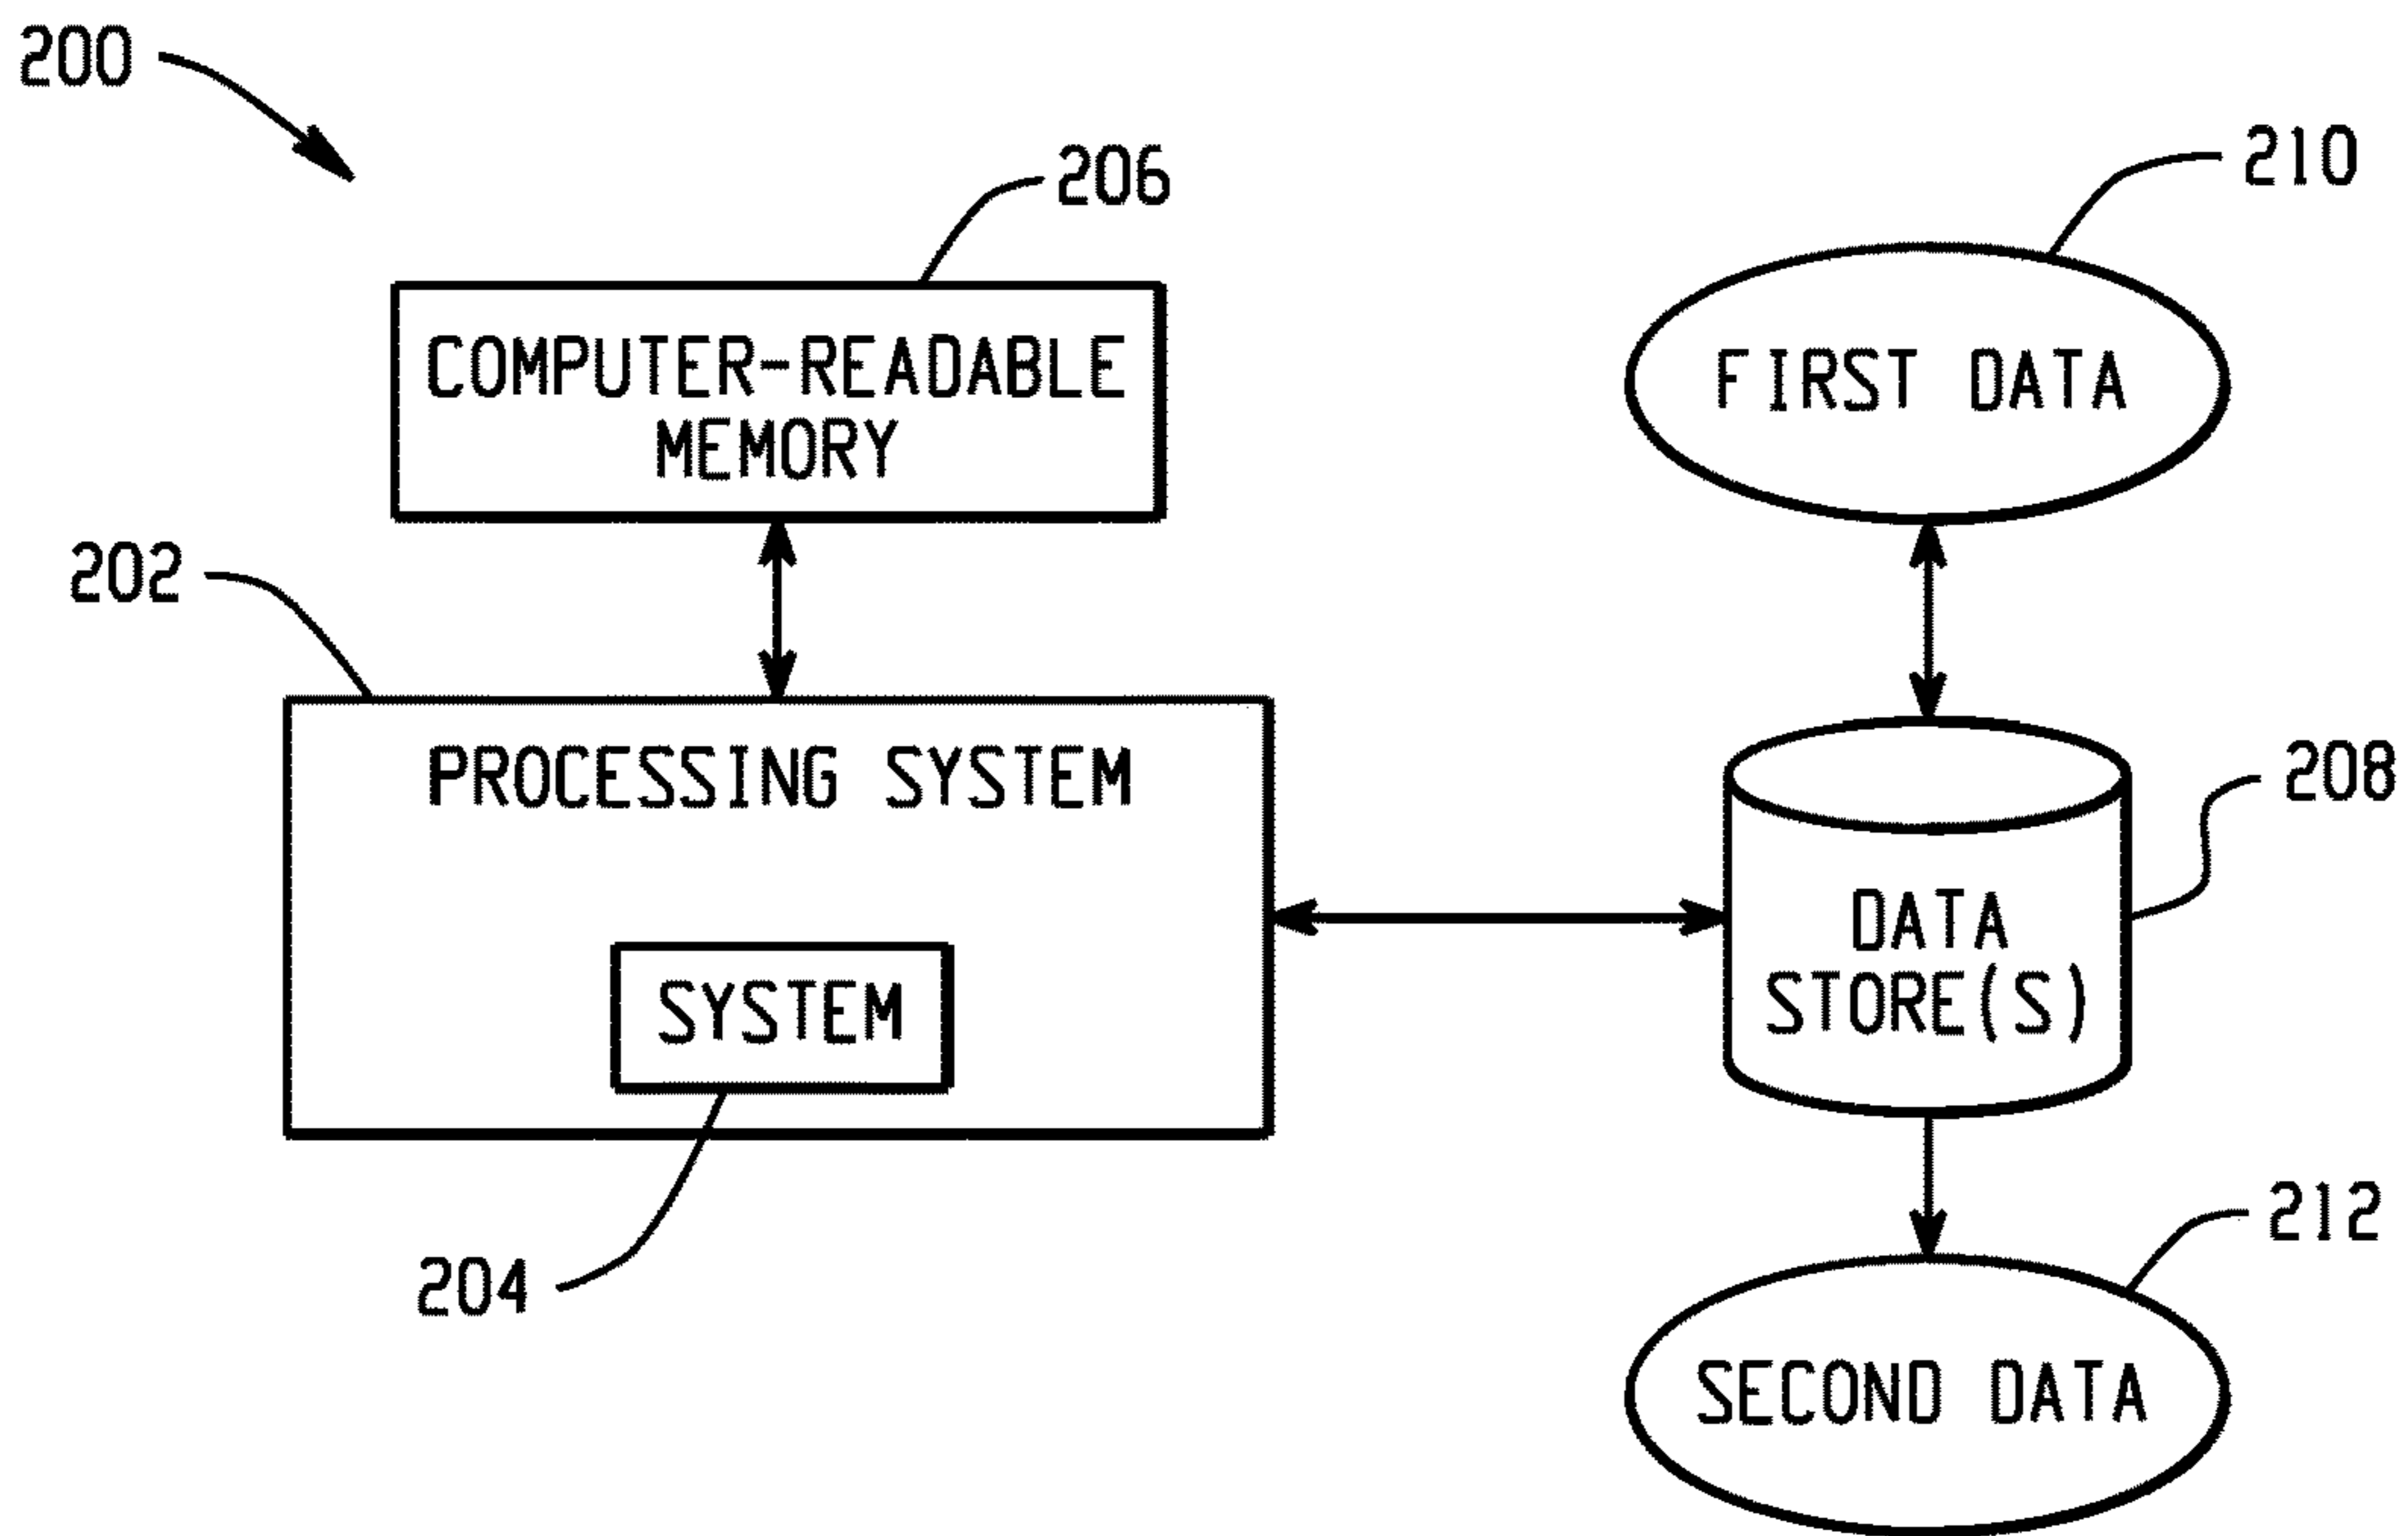 200
206
COMPUTER-READABLE
MEMORY
210
FIRST DATA
202
PROCESSING SYSTEM
SYSTEM
204
208
DATA
STORE(S)
212
SECOND DATA